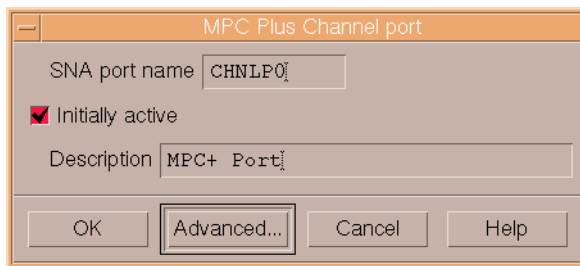 MPC Plus Channel port
SNA port name CHNLP0
Initially active
Description MPC+ Port
OK Advanced... Cancel Help